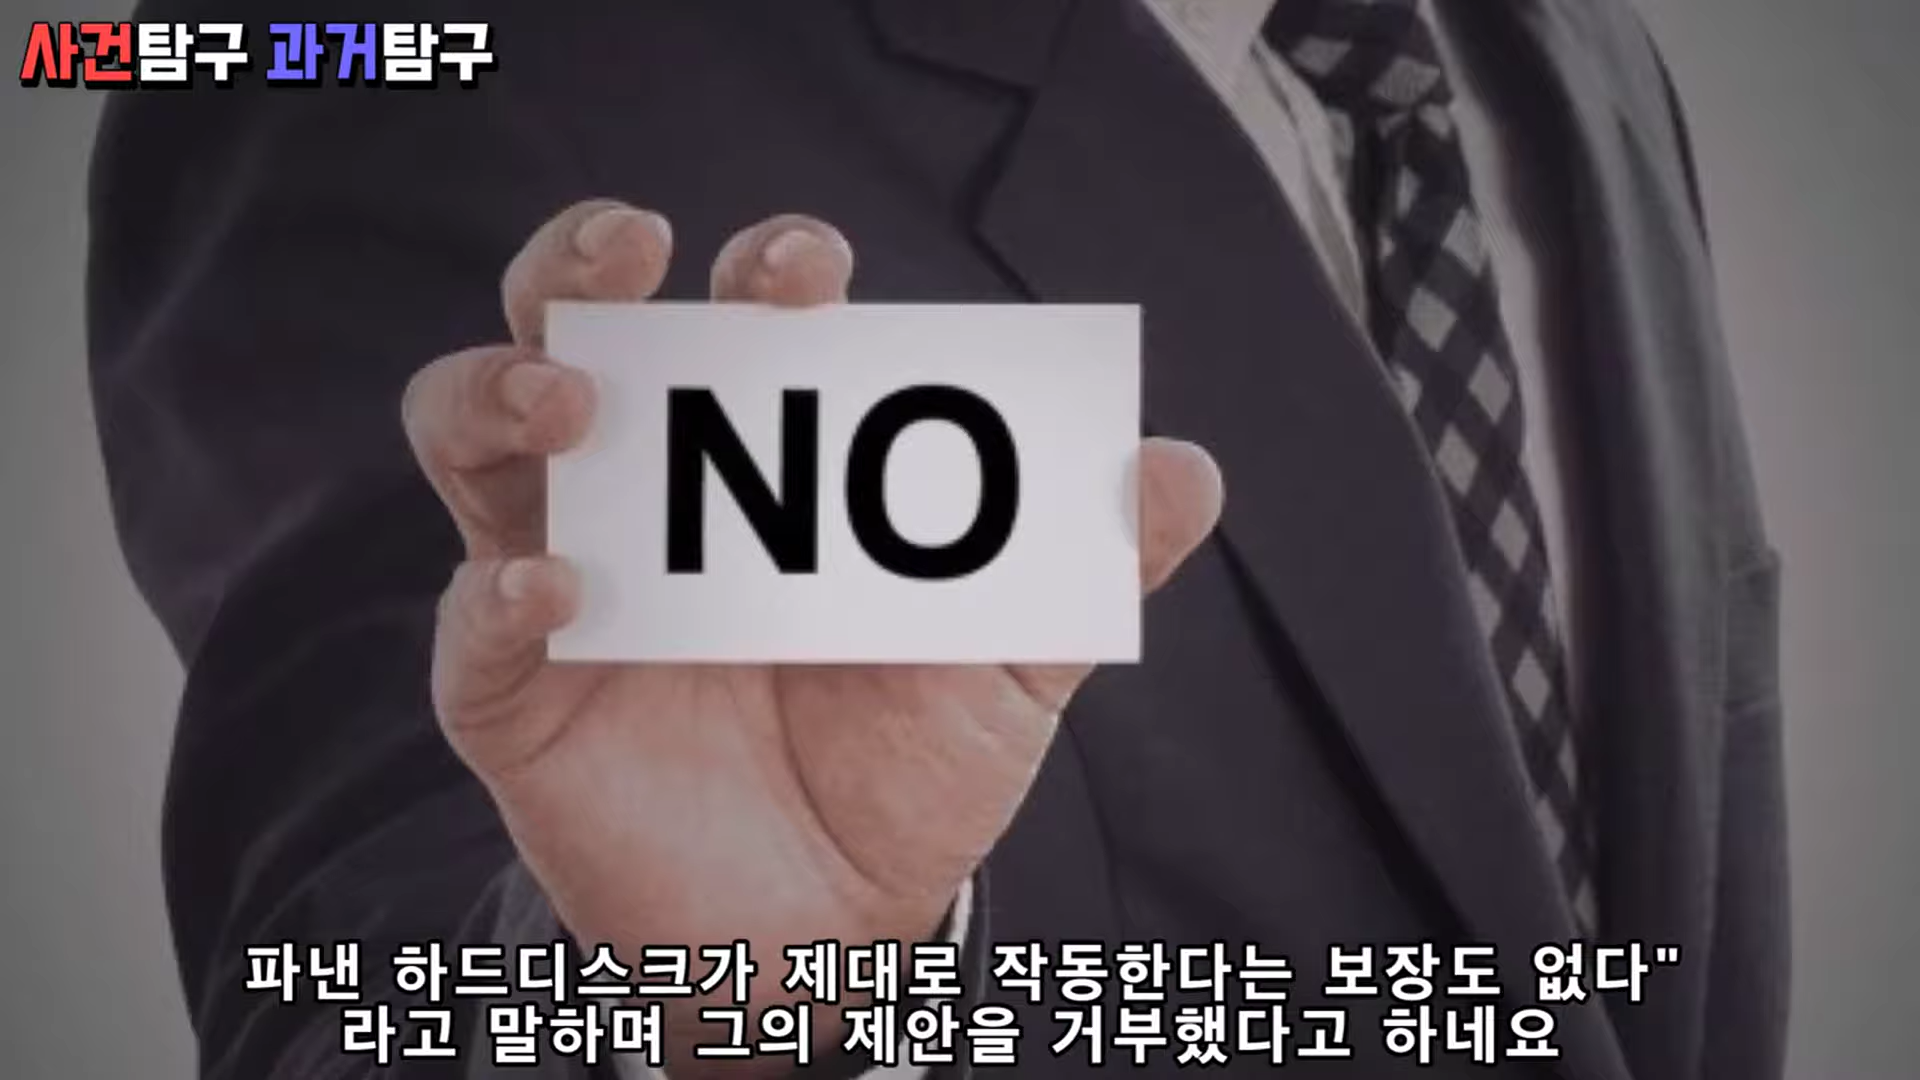 사건탐구 과거탐구
NO
파낸 하드디스크가 제대로 작동한다는 보장도 없다"
라고 말하며 그의 제안을 거부했다고 하네요